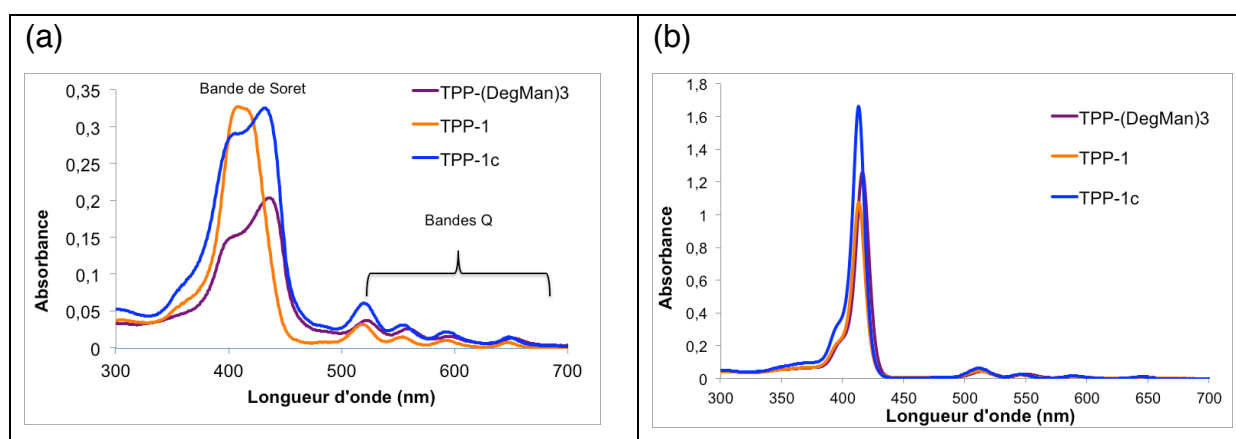 (a)
Bande de Soret
TPP-(DegMan)3
TPP-1
TPP-1c
Bandes Q
Absorbance
0,35
0,3
0,25
0,2
0,15
0,1
0,05
0
300 400 500 600 700
Longueur d'onde (nm)
(b)
TPP-(DegMan)3
TPP-1
TPP-1c
Absorbance
1,8
1,6
1,4
1,2
1
0,8
0,6
0,4
0,2
0
300 350 400 450 500 550 600 650 700
Longueur d'onde (nm)